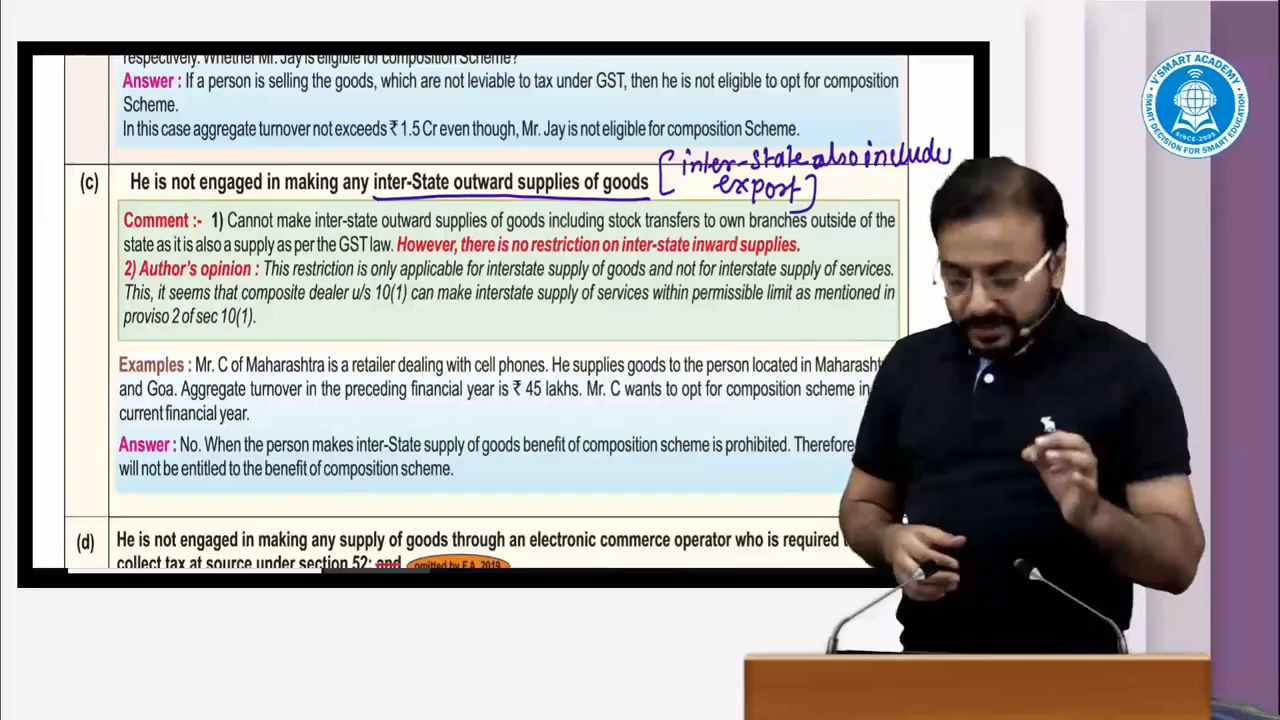 respectively. Whether Mr. Jay is eligible for composition Scheme?
Answer : If a person is selling the goods, which are not leviable to tax under GST, then he is not eligible to opt for composition
Scheme.
In this case aggregate turnover not exceeds ₹ 1.5 Cr even though, Mr. Jay is not eligible for composition Scheme.
(c) He is not engaged in making any inter-State outward supplies of goods
[inter-state also includes
export]
Comment :- 1) Cannot make inter-state outward supplies of goods including stock transfers to own branches outside of the
state as it is also a supply as per the GST law. However, there is no restriction on inter-state inward supplies.
2) Author's opinion : This restriction is only applicable for interstate supply of goods and not for interstate supply of services.
This, it seems that composite dealer u/s 10(1) can make interstate supply of services within permissible limit as mentioned in
proviso 2 of sec 10(1).
Examples : Mr. C of Maharashtra is a retailer dealing with cell phones. He supplies goods to the person located in Maharasht
and Goa. Aggregate turnover in the preceding financial year is ₹ 45 lakhs. Mr. C wants to opt for composition scheme in
current financial year.
Answer : No. When the person makes inter-State supply of goods benefit of composition scheme is prohibited. Therefore
will not be entitled to the benefit of composition scheme.
(d) He is not engaged in making any supply of goods through an electronic commerce operator who is required
collect tax at source under section 52; and omitted by F.A. 2019
V'SMART ACADEMY
SINCE-2005
SMART DECISION FOR SMART EDUCATION